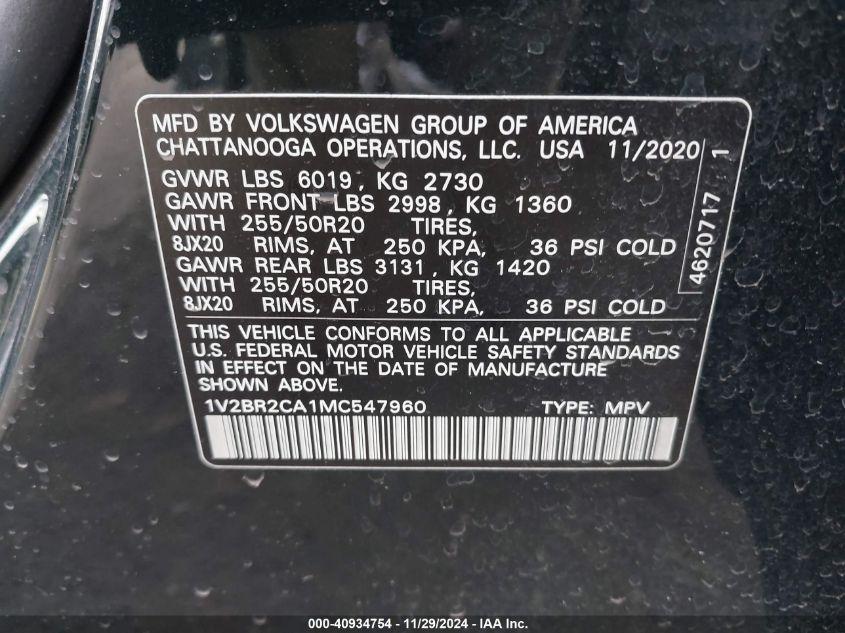 MFD BY VOLKSWAGEN GROUP OF AMERICA
CHATTANOOGA OPERATIONS, LLC. USA 11/2020
GVWR LBS 6019, KG 2730
GAWR FRONT LBS 2998, KG 1360
WITH 255/50R20 TIRES,
8JX20 RIMS, AT 250 KPA, 36 PSI COLD
GAWR REAR LBS 3131, KG 1420
WITH 255/50R20 TIRES,
8JX20 RIMS, AT 250 KPA, 36 PSI COLD
THIS VEHICLE CONFORMS TO ALL APPLICABLE
U.S. FEDERAL MOTOR VEHICLE SAFETY STANDARDS
IN EFFECT ON THE DATE OF MANUFACTURE
SHOWN ABOVE.
1V2BR2CA1MC547960 TYPE: MPV
4620717 1
000-40934754 - 11/29/2024 - IAA Inc.